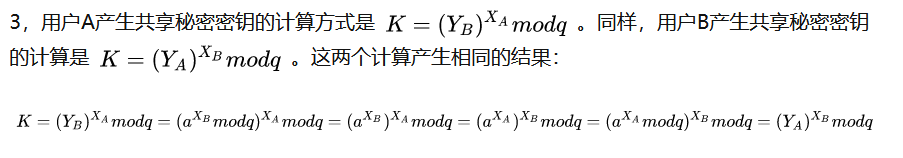 3，用户A产生共享秘密密钥的计算方式是 K = (Y_B)^{X_A} modq 。同样，用户B产生共享秘密密钥
的计算是 K = (Y_A)^{X_B} modq 。这两个计算产生相同的结果：
K = (Y_B)^{X_A} modq = (a^{X_B} modq)^{X_A} modq = (a^{X_B})^{X_A} modq = (a^{X_A})^{X_B} modq = (a^{X_A} modq)^{X_B} modq = (Y_A)^{X_B} modq